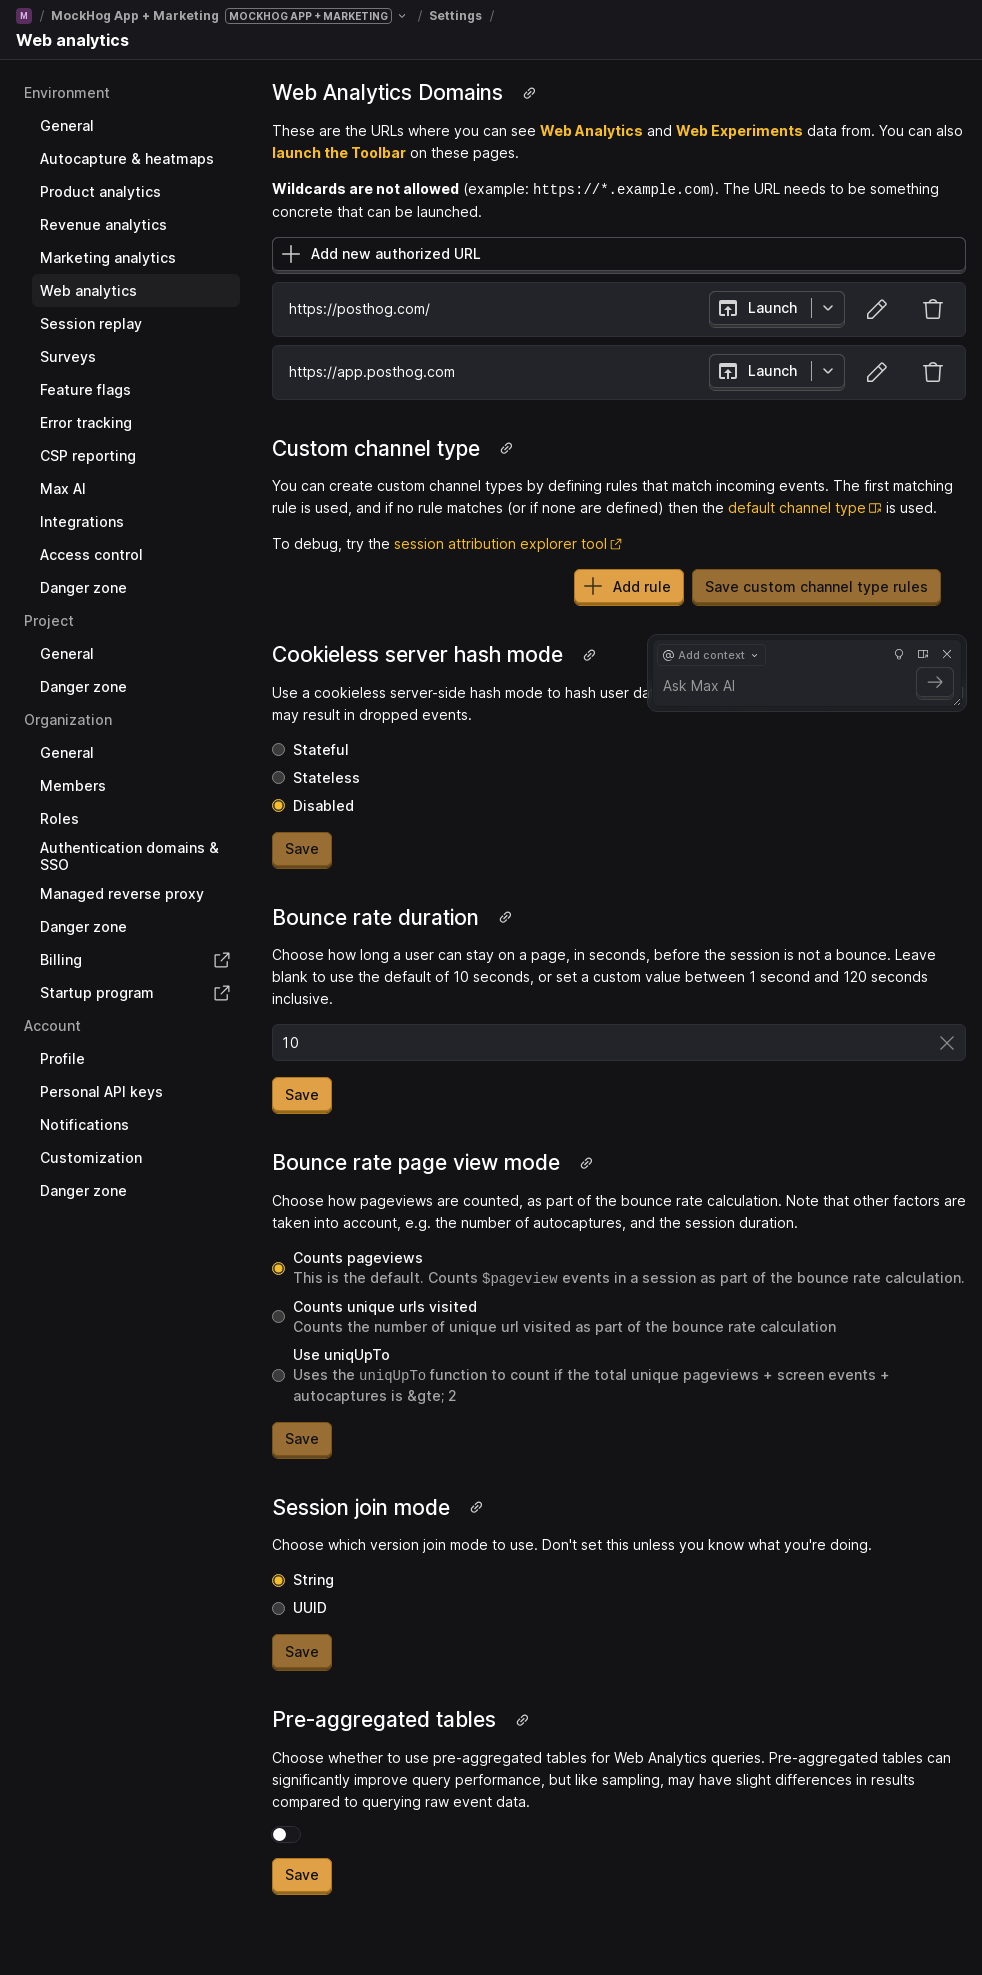 M / MockHog App + Marketing MOCKHOG APP + MARKETING / Settings /
Web analytics
Environment
General
Autocapture & heatmaps
Product analytics
Revenue analytics
Marketing analytics
Web analytics
Session replay
Surveys
Feature flags
Error tracking
CSP reporting
Max AI
Integrations
Access control
Danger zone
Project
General
Danger zone
Organization
General
Members
Roles
Authentication domains &
SSO
Managed reverse proxy
Danger zone
Billing
Startup program
Account
Profile
Personal API keys
Notifications
Customization
Danger zone
Web Analytics Domains
These are the URLs where you can see Web Analytics and Web Experiments data from. You can also
launch the Toolbar on these pages.
Wildcards are not allowed (example: https://*.example.com). The URL needs to be something
concrete that can be launched.
Add new authorized URL
https://posthog.com/ Launch
https://app.posthog.com Launch
Custom channel type
You can create custom channel types by defining rules that match incoming events. The first matching
rule is used, and if no rule matches (or if none are defined) then the default channel type is used.
To debug, try the session attribution explorer tool
Add rule Save custom channel type rules
Cookieless server hash mode
Use a cookieless server-side hash mode to hash user da
may result in dropped events.
@ Add context
Ask Max AI
Stateful
Stateless
Disabled
Save
Bounce rate duration
Choose how long a user can stay on a page, in seconds, before the session is not a bounce. Leave
blank to use the default of 10 seconds, or set a custom value between 1 second and 120 seconds
inclusive.
10
Save
Bounce rate page view mode
Choose how pageviews are counted, as part of the bounce rate calculation. Note that other factors are
taken into account, e.g. the number of autocaptures, and the session duration.
Counts pageviews
This is the default. Counts $pageview events in a session as part of the bounce rate calculation.
Counts unique urls visited
Counts the number of unique url visited as part of the bounce rate calculation
Use uniqUpTo
Uses the uniqUpTo function to count if the total unique pageviews + screen events +
autocaptures is &gte; 2
Save
Session join mode
Choose which version join mode to use. Don't set this unless you know what you're doing.
String
UUID
Save
Pre-aggregated tables
Choose whether to use pre-aggregated tables for Web Analytics queries. Pre-aggregated tables can
significantly improve query performance, but like sampling, may have slight differences in results
compared to querying raw event data.
Save